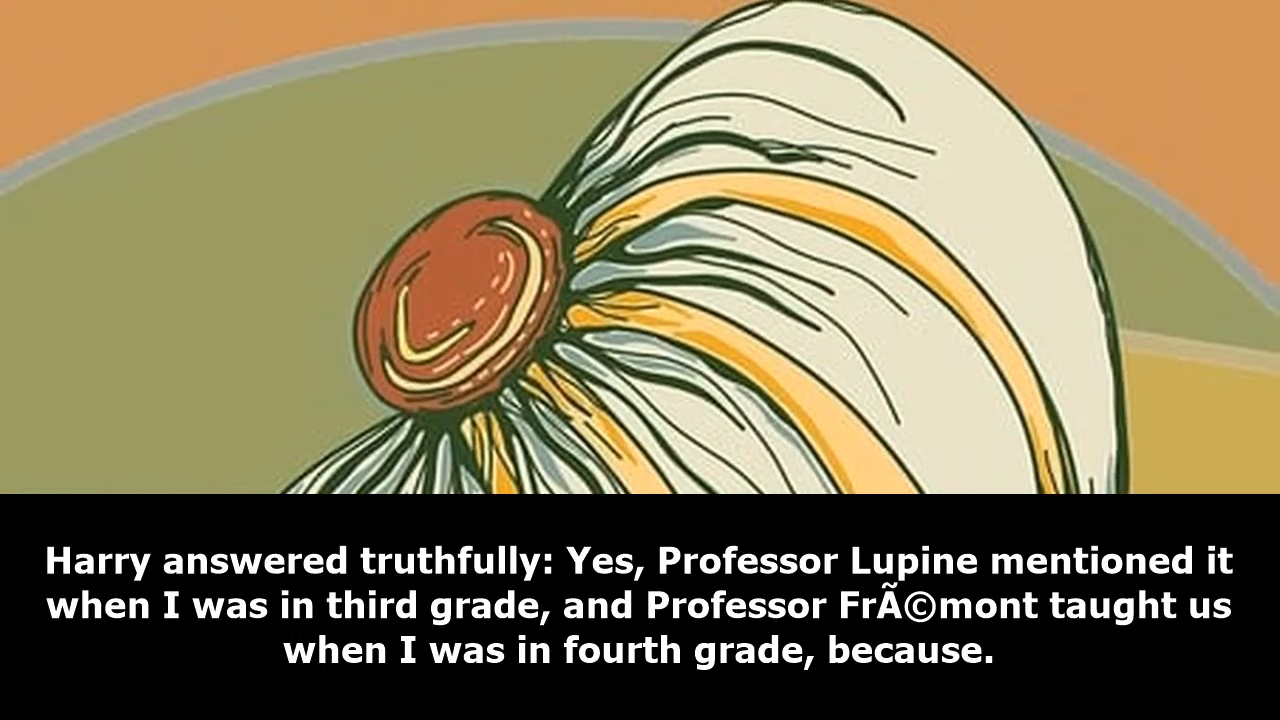 Harry answered truthfully: Yes, Professor Lupine mentioned it
when I was in third grade, and Professor FrÃ©mont taught us
when I was in fourth grade, because.